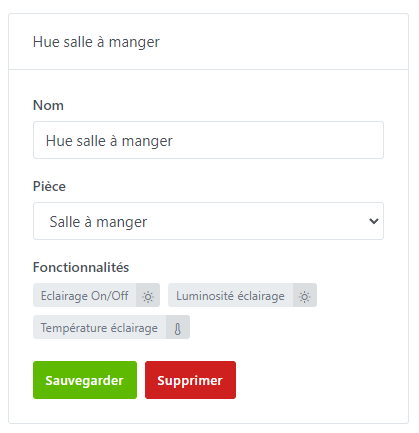 Hue salle à manger
Nom
Hue salle à manger
Pièce
Salle à manger
Fonctionnalités
Eclairage On/Off
Luminosité éclairage
Température éclairage
Sauvegarder
Supprimer